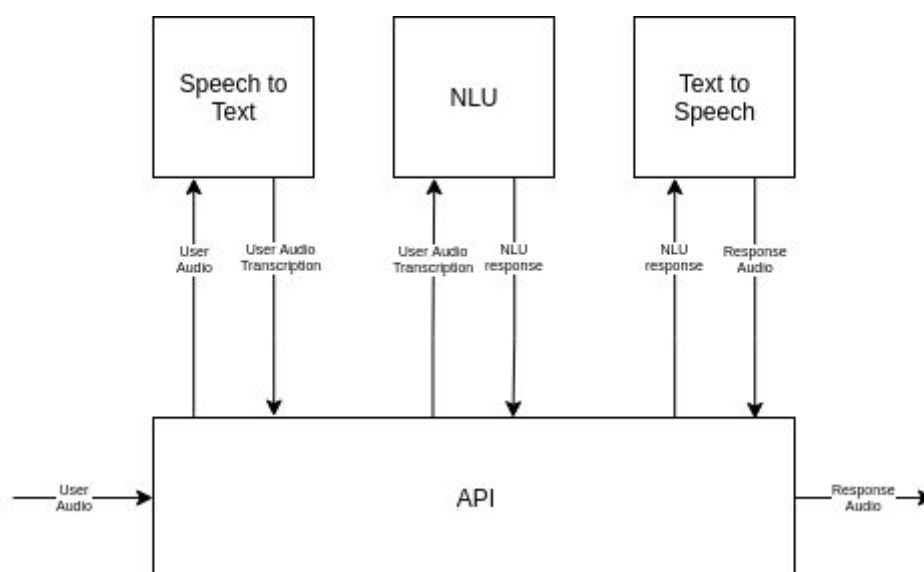 Speech to
Text
NLU
Text to
Speech
User
Audio
User Audio
Transcription
User Audio
Transcription
NLU
response
NLU
response
Response
Audio
User
Audio
API
Response
Audio